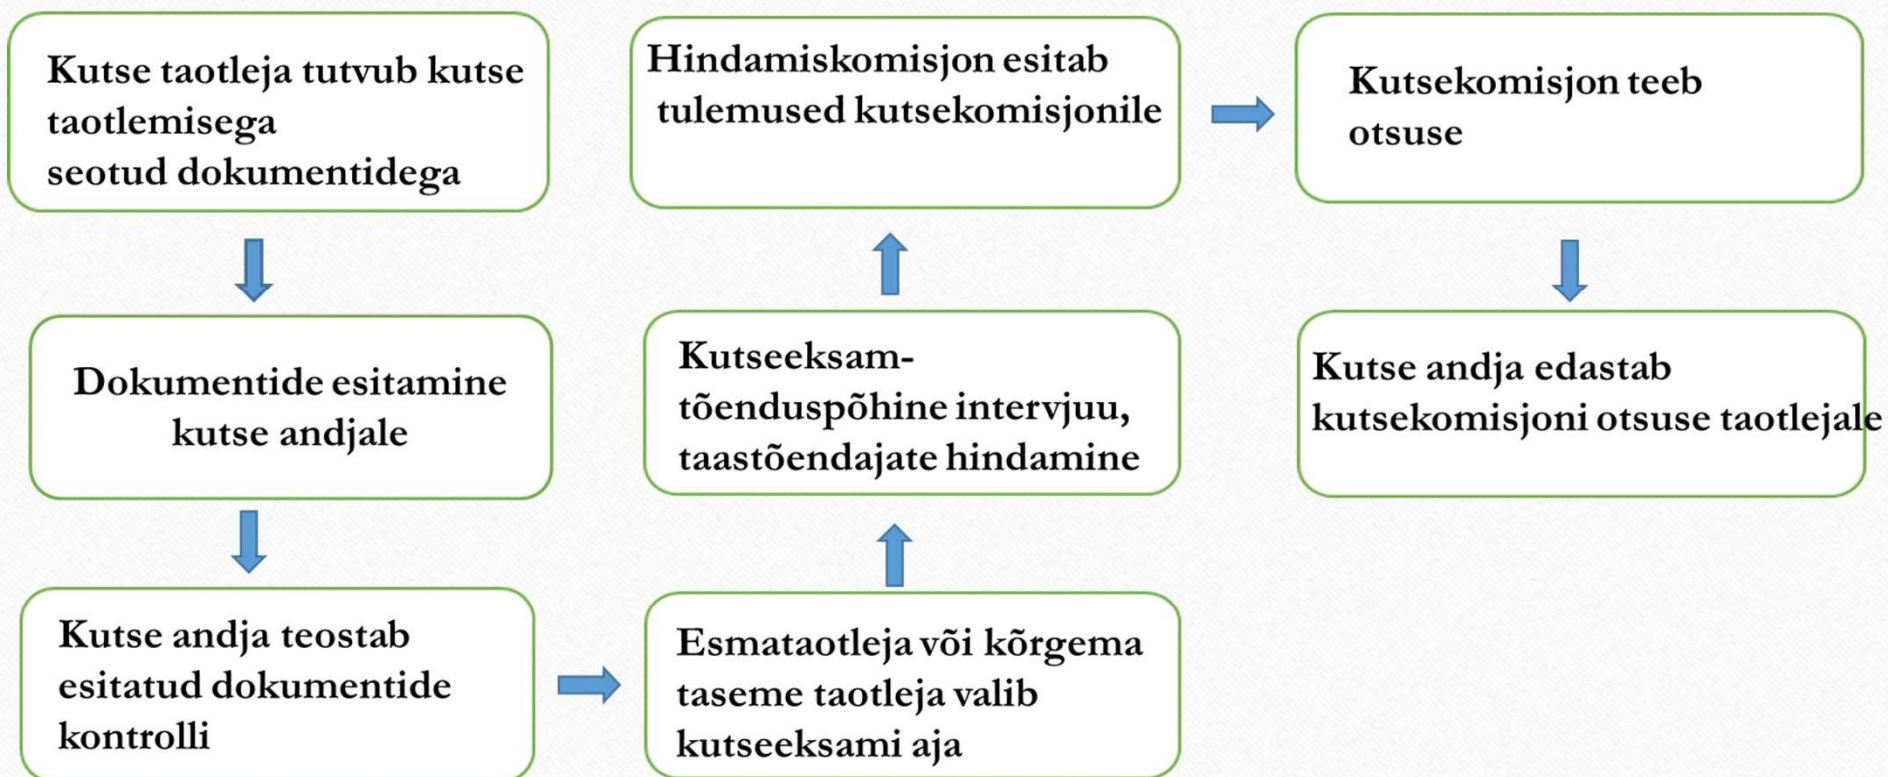 Kutse taotleja tutvub kutse
taotlemisega
seotud dokumentidega
Dokumentide esitamine
kutse andjale
Kutse andja teostab
esitatud dokumentide
kontrolli
Esmataotleja või kõrgema
taseme taotleja valib
kutseeksami aja
Kutseeksam-
tõenduspõhine intervjuu,
taastõendajate hindamine
Hindamiskomisjon esitab
tulemused kutsekomisjonile
Kutsekomisjon teeb
otsuse
Kutse andja edastab
kutsekomisjoni otsuse taotlejale